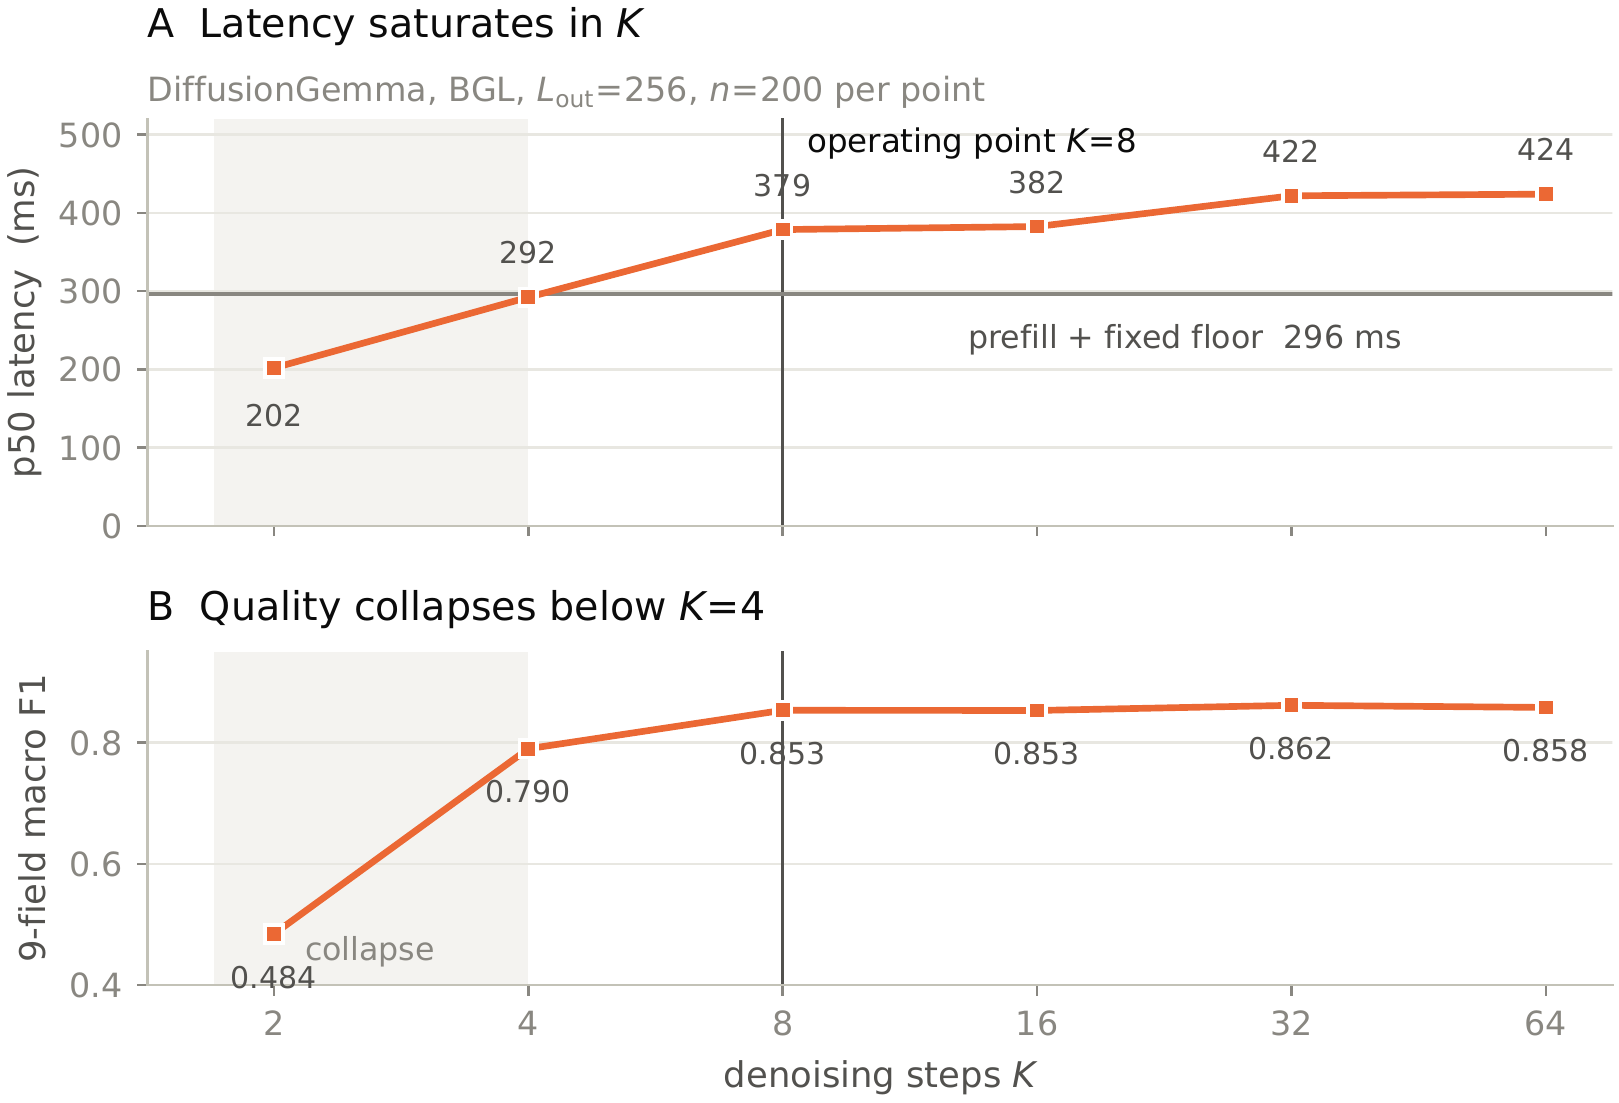 A Latency saturates in K
DiffusionGemma, BGL, Lout=256, n=200 per point
p50 latency (ms)
500
400
300
200
100
0
operating point K=8
202
292
379
382
422
424
prefill + fixed floor 296 ms
B Quality collapses below K=4
9-field macro F1
0.8
0.6
0.4
0.484
collapse
0.790
0.853
0.853
0.862
0.858
2 4 8 16 32 64
denoising steps K